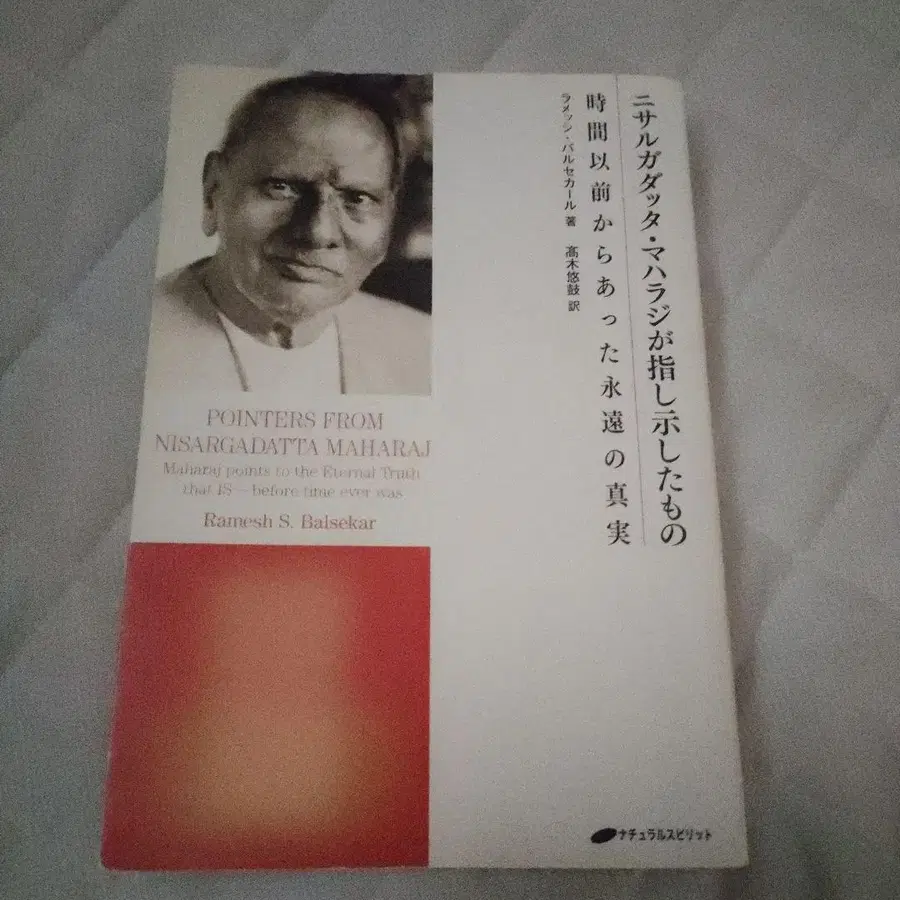 ニサルガダッタ・マハラジが指し示したもの
時間以前からあった永遠の真実
ラメッシ・バルセカール 著 高木悠鼓 訳
POINTERS FROM
NISARGADATTA MAHARAJ
Maharaj points to the Eternal Truth
that IS—before time ever was
Ramesh S. Balsekar
ナチュラルスピリット